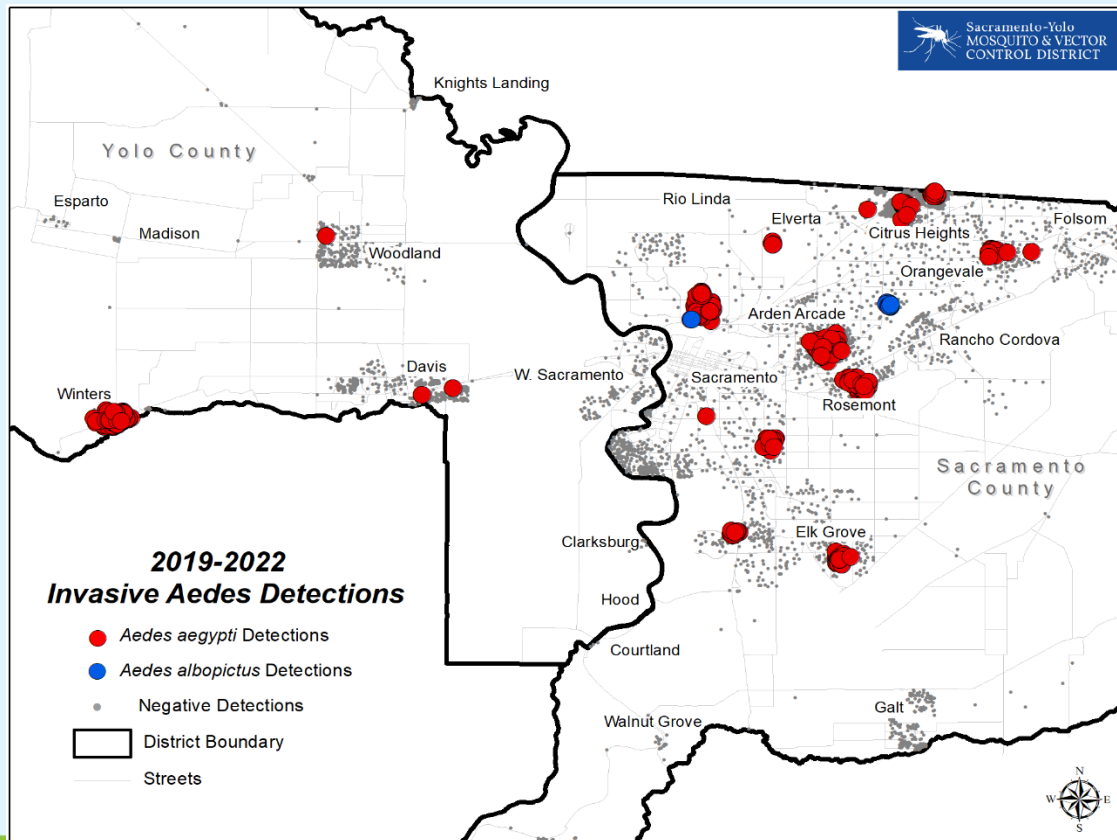 Sacramento-Yolo
MOSQUITO & VECTOR
CONTROL DISTRICT
Knights Landing
Yolo County
Esparto
Madison
Woodland
Rio Linda
Elverta
Folsom
Citrus Heights
Orangevale
Arden Arcade
Rancho Cordova
Davis
W. Sacramento
Sacramento
Winters
Rosemont
Sacramento
County
Clarksburg
Elk Grove
Hood
Courtland
Galt
Walnut Grove
2019-2022
Invasive Aedes Detections
Aedes aegypti Detections
Aedes albopictus Detections
Negative Detections
District Boundary
Streets
N
W
E
S